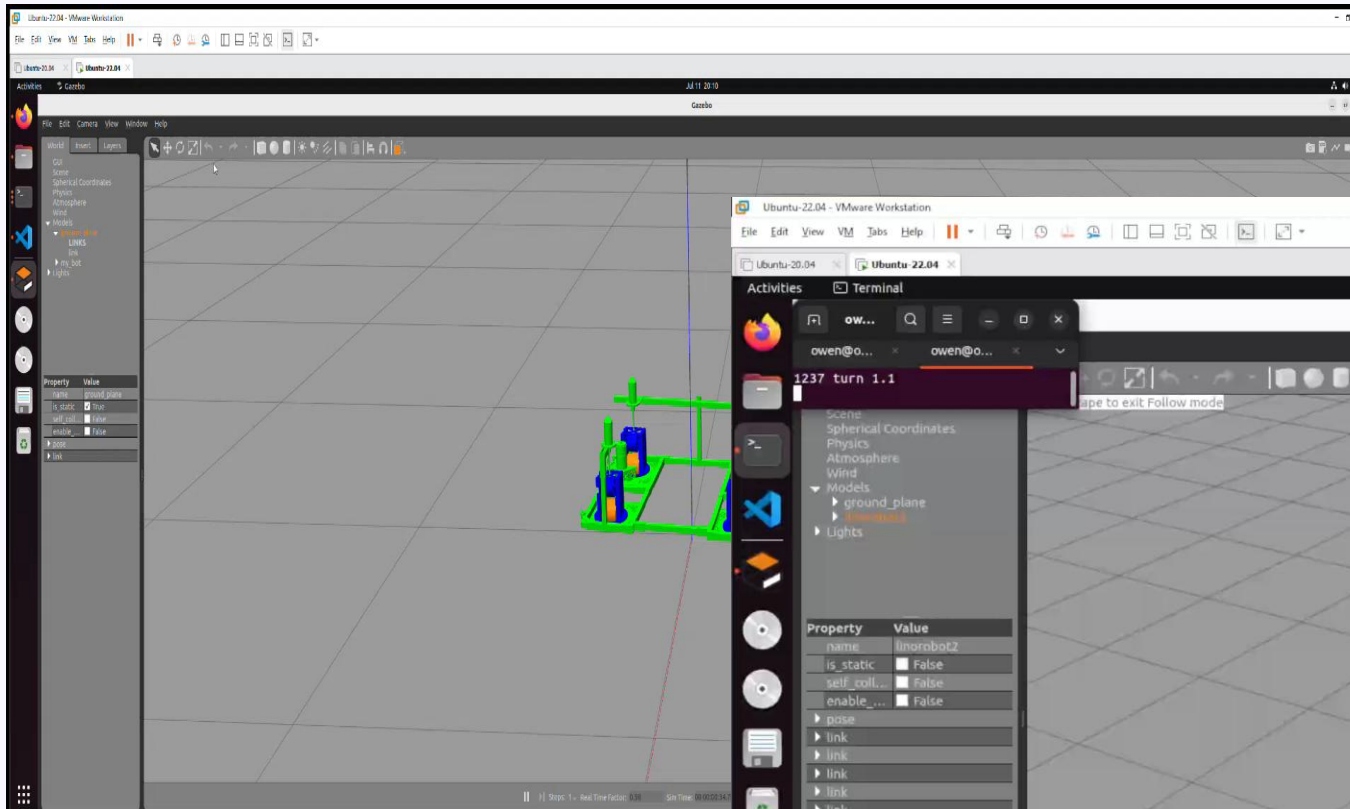 Ubuntu-22.04 - VMware Workstation
File Edit View VM Tabs Help
Ubuntu-20.04 Ubuntu-22.04
Activities Gazebo Jul 11 20:10
Gazebo
File Edit Camera View Window Help
World Insert Layers
GUI
Scene
Spherical Coordinates
Physics
Atmosphere
Wind
Models
LINKS
link
my_bot
Lights
Property Value
name ground_plane
is_static True
self_coll... False
enable_... False
pose
link
Steps: 1 Real Time Factor: 0.98 Sim Time:
Ubuntu-22.04 - VMware Workstation
File Edit View VM Tabs Help
Ubuntu-20.04 Ubuntu-22.04
Activities Terminal
ow...
owen@o... owen@o...
1237 turn 1.1
ape to exit Follow mode
Scene
Spherical Coordinates
Physics
Atmosphere
Wind
Models
ground_plane
Lights
Property Value
name linorobot2
is_static False
self_coll... False
enable_... False
pose
link
link
link
link
link